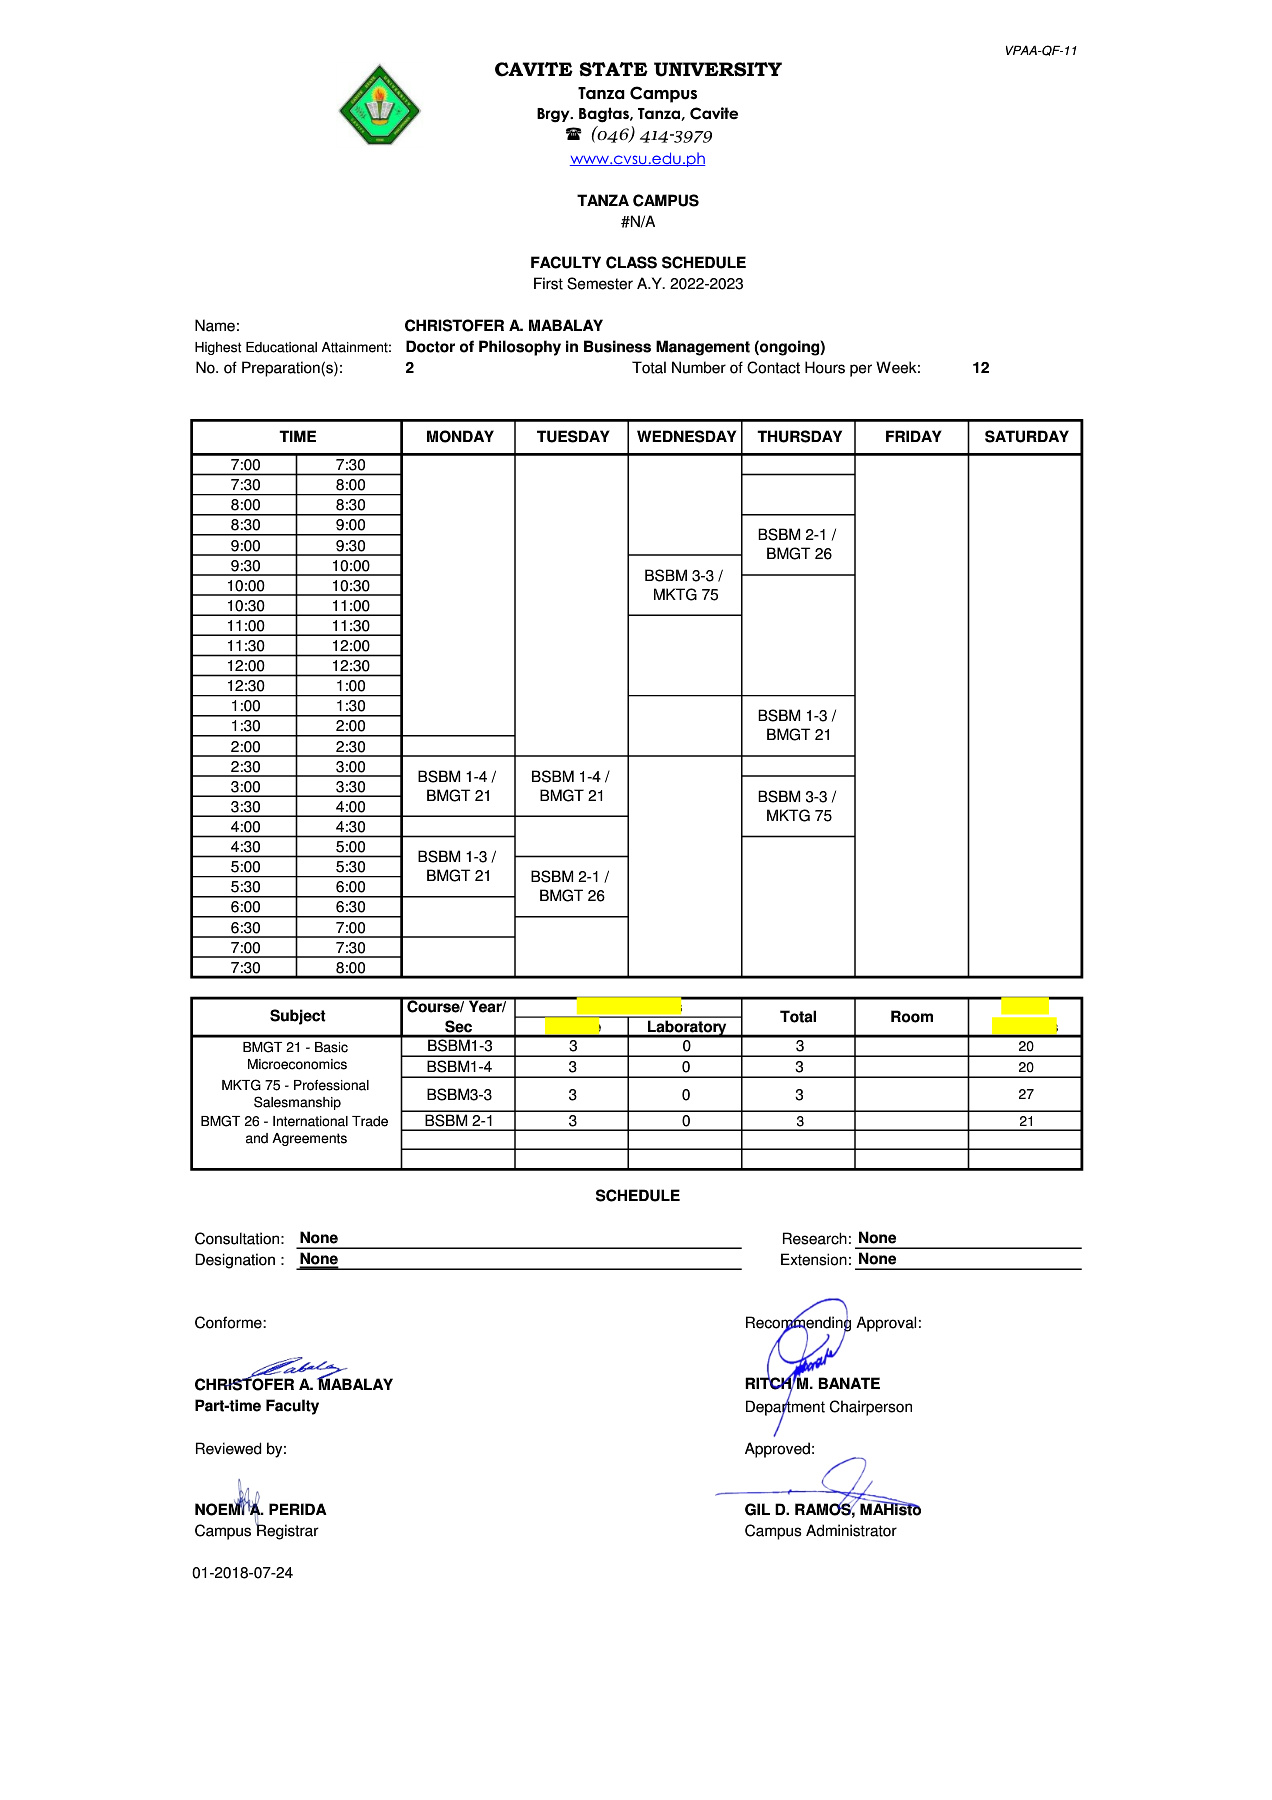 VPAA-QF-11
CAVITE STATE UNIVERSITY
Tanza Campus
Brgy. Bagtas, Tanza, Cavite
☎ (046) 414-3979
www.cvsu.edu.ph
TANZA CAMPUS
#N/A
FACULTY CLASS SCHEDULE
First Semester A.Y. 2022-2023
Name: CHRISTOFER A. MABALAY
Highest Educational Attainment: Doctor of Philosophy in Business Management (ongoing)
No. of Preparation(s): 2 Total Number of Contact Hours per Week: 12
TIME MONDAY TUESDAY WEDNESDAY THURSDAY FRIDAY SATURDAY
7:00 7:30
7:30 8:00
8:00 8:30
8:30 9:00
BSBM 2-1 /
9:00 9:30
BMGT 26
9:30 10:00
BSBM 3-3 /
10:00 10:30
MKTG 75
10:30 11:00
11:00 11:30
11:30 12:00
12:00 12:30
12:30 1:00
1:00 1:30
BSBM 1-3 /
1:30 2:00
BMGT 21
2:00 2:30
2:30 3:00
BSBM 1-4 / BSBM 1-4 /
3:00 3:30
BMGT 21 BMGT 21 BSBM 3-3 /
3:30 4:00
MKTG 75
4:00 4:30
4:30 5:00
BSBM 1-3 /
5:00 5:30
BMGT 21 BSBM 2-1 /
5:30 6:00
BMGT 26
6:00 6:30
6:30 7:00
7:00 7:30
7:30 8:00
Subject Course/ Year/ Sec Laboratory Total Room
BMGT 21 - Basic
Microeconomics
BSBM1-3 3 0 3 20
BSBM1-4 3 0 3 20
MKTG 75 - Professional
Salesmanship
BSBM3-3 3 0 3 27
BMGT 26 - International Trade
and Agreements
BSBM 2-1 3 0 3 21
SCHEDULE
Consultation: None Research: None
Designation : None Extension: None
Conforme: Recommending Approval:
CHRISTOFER A. MABALAY RITCH M. BANATE
Part-time Faculty Department Chairperson
Reviewed by: Approved:
NOEMI A. PERIDA GIL D. RAMOS, MAHisto
Campus Registrar Campus Administrator
01-2018-07-24